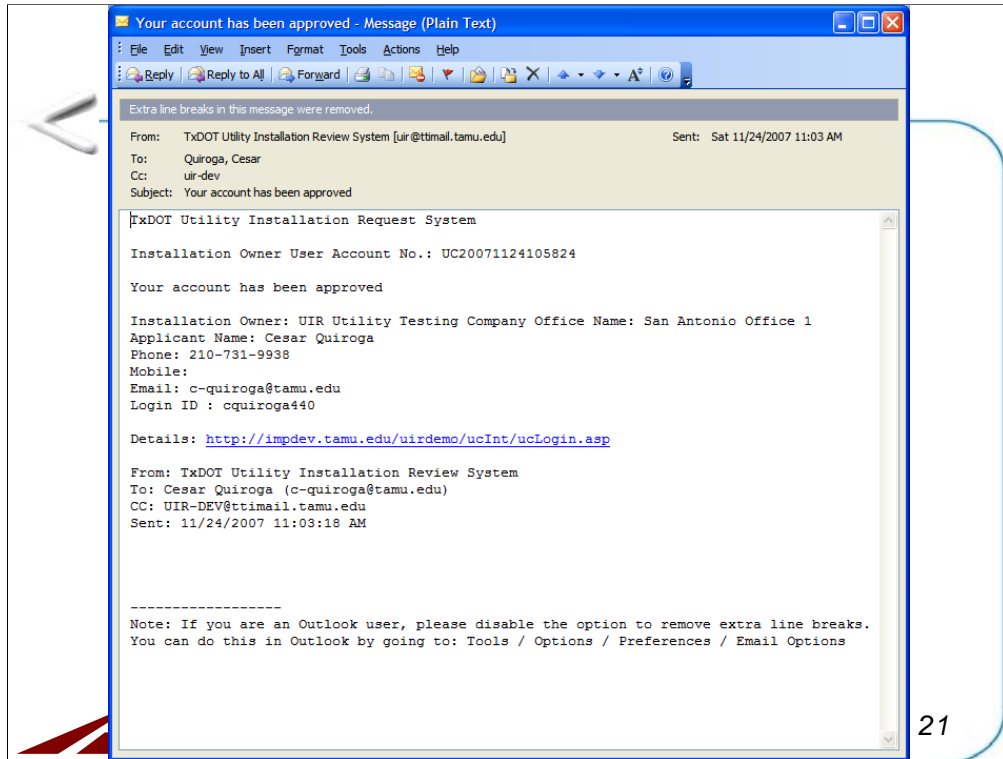 Your account has been approved - Message (Plain Text)
File Edit View Insert Format Tools Actions Help
Reply Reply to All Forward
Extra line breaks in this message were removed.
From: TxDOT Utility Installation Review System [uir@ttimail.tamu.edu] Sent: Sat 11/24/2007 11:03 AM
To: Quiroga, Cesar
Cc: uir-dev
Subject: Your account has been approved
TxDOT Utility Installation Request System
Installation Owner User Account No.: UC20071124105824
Your account has been approved
Installation Owner: UIR Utility Testing Company Office Name: San Antonio Office 1
Applicant Name: Cesar Quiroga
Phone: 210-731-9938
Mobile:
Email: c-quiroga@tamu.edu
Login ID : cquiroga440
Details: http://impdev.tamu.edu/uirdemo/ucInt/ucLogin.asp
From: TxDOT Utility Installation Review System
To: Cesar Quiroga (c-quiroga@tamu.edu)
CC: UIR-DEV@ttimail.tamu.edu
Sent: 11/24/2007 11:03:18 AM
------------------
Note: If you are an Outlook user, please disable the option to remove extra line breaks.
You can do this in Outlook by going to: Tools / Options / Preferences / Email Options
21